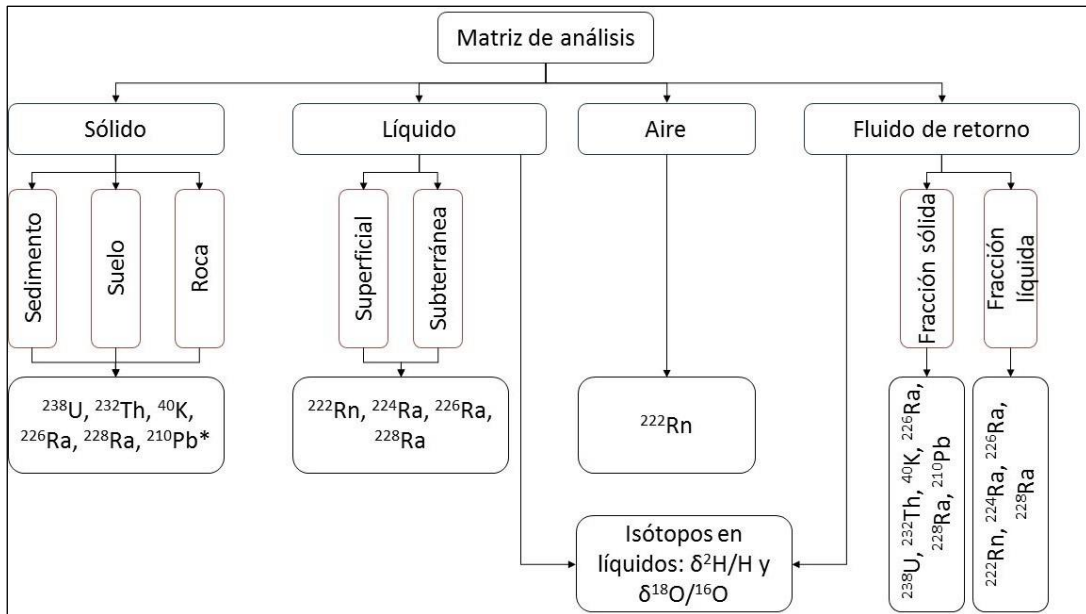 Matriz de análisis
Sólido
Líquido
Aire
Fluido de retorno
Sedimento
Suelo
Roca
Superficial
Subterránea
Fracción sólida
Fracción
líquida
²³⁸U, ²³²Th, ⁴⁰K,
²²⁶Ra, ²²⁸Ra, ²¹⁰Pb*
²²²Rn, ²²⁴Ra, ²²⁶Ra,
²²⁸Ra
²²²Rn
²³⁸U, ²³²Th, ⁴⁰K, ²²⁶Ra,
²²⁸Ra, ²¹⁰Pb
²²²Rn, ²²⁴Ra, ²²⁶Ra,
²²⁸Ra
Isótopos en
líquidos: δ²H/H y
δ¹⁸O/¹⁶O